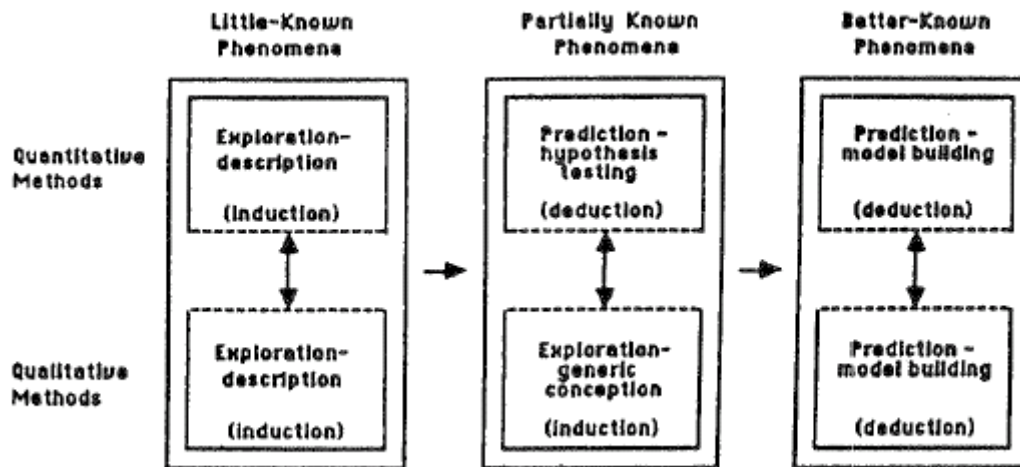 Little-Known
Phenomena
Partially Known
Phenomena
Better-Known
Phenomena
Quantitative
Methods
Exploration-
description
(induction)
Prediction -
hypothesis
testing
(deduction)
Prediction -
model building
(deduction)
Qualitative
Methods
Exploration-
description
(induction)
Exploration-
generic
conception
(induction)
Prediction -
model building
(deduction)